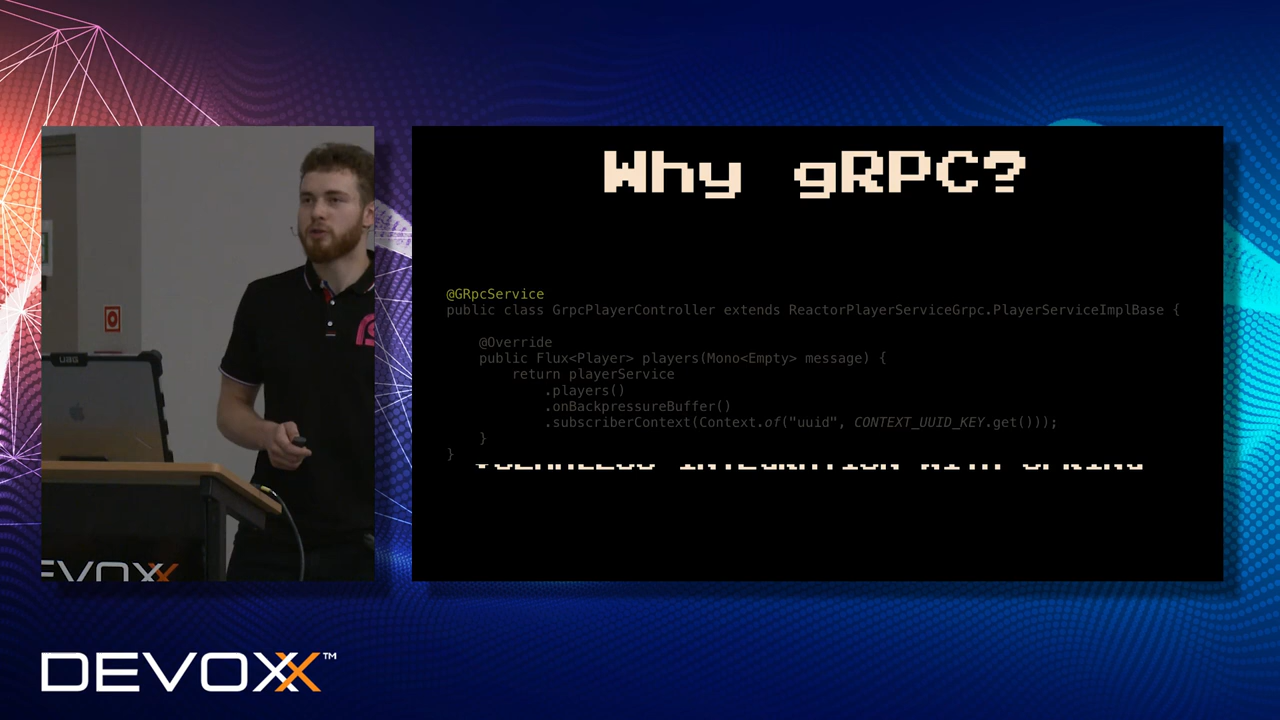 Why gRPC?
@GRpcService
public class GrpcPlayerController extends ReactorPlayerServiceGrpc.PlayerServiceImplBase {
@Override
public Flux<Player> players(Mono<Empty> message) {
return playerService
.players()
.onBackpressureBuffer()
.subscriberContext(Context.of("uuid", CONTEXT_UUID_KEY.get()));
}
}
DEVOXX™